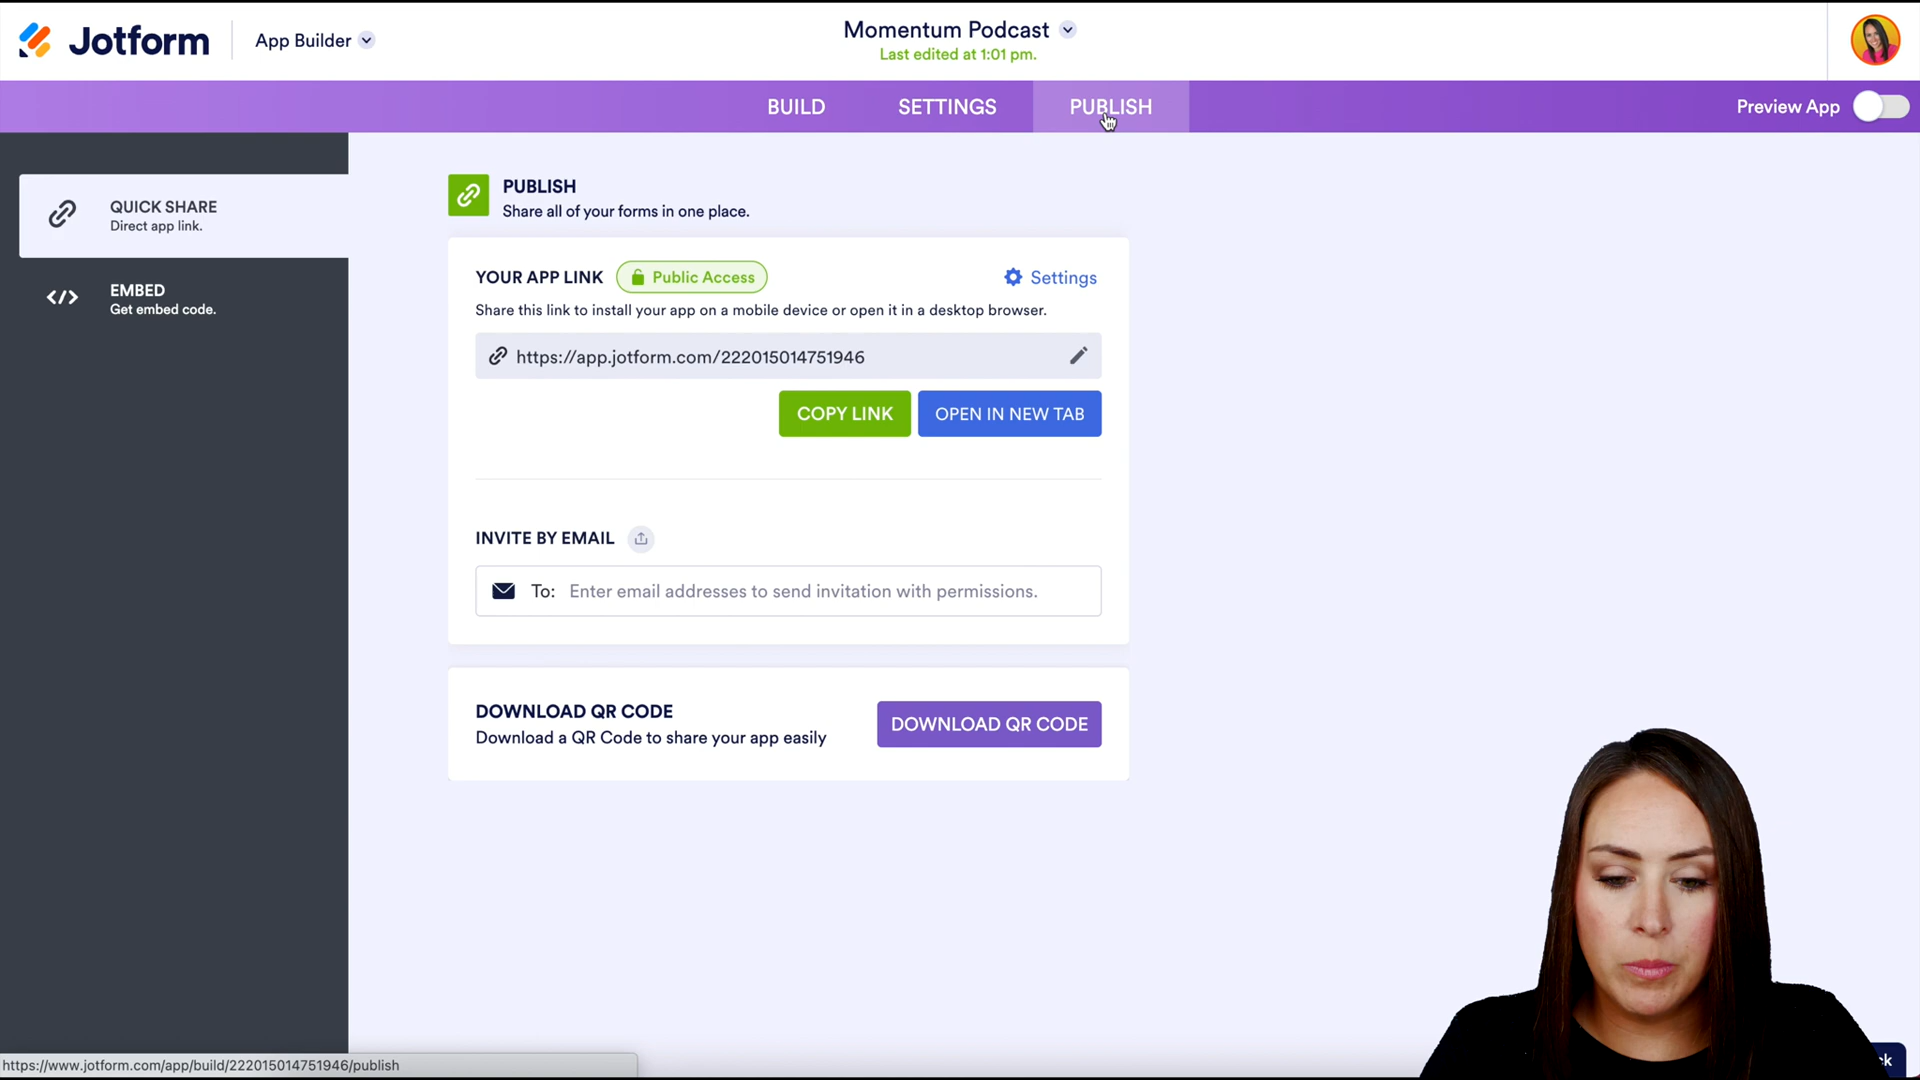 Jotform
App Builder
Momentum Podcast
Last edited at 1:01 pm.
BUILD
SETTINGS
PUBLISH
Preview App
QUICK SHARE
Direct app link.
EMBED
Get embed code.
PUBLISH
Share all of your forms in one place.
YOUR APP LINK
Public Access
Settings
Share this link to install your app on a mobile device or open it in a desktop browser.
https://app.jotform.com/222015014751946
COPY LINK
OPEN IN NEW TAB
INVITE BY EMAIL
To: Enter email addresses to send invitation with permissions.
DOWNLOAD QR CODE
Download a QR Code to share your app easily
DOWNLOAD QR CODE
https://www.jotform.com/app/build/222015014751946/publish